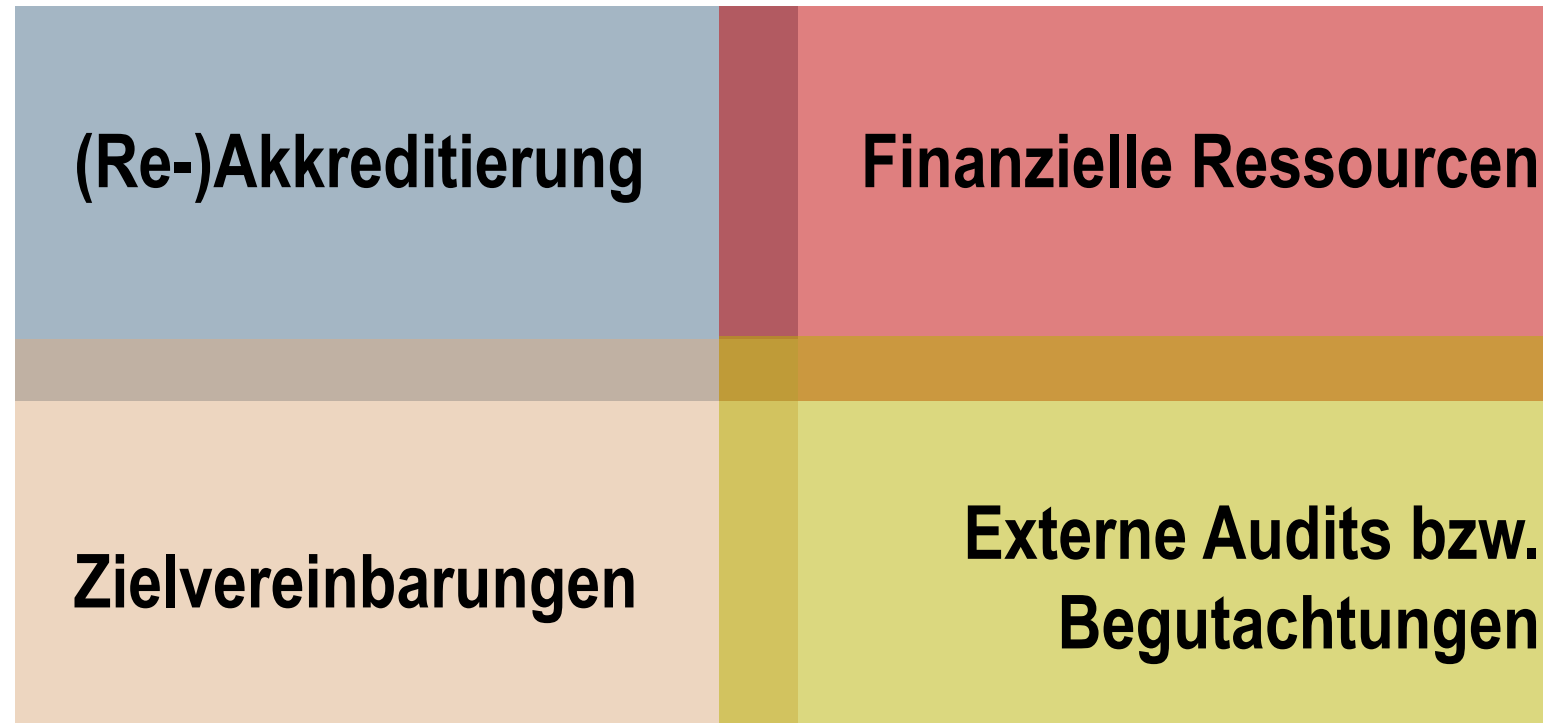 (Re-)Akkreditierung
Finanzielle Ressourcen
Zielvereinbarungen
Externe Audits bzw.
Begutachtungen